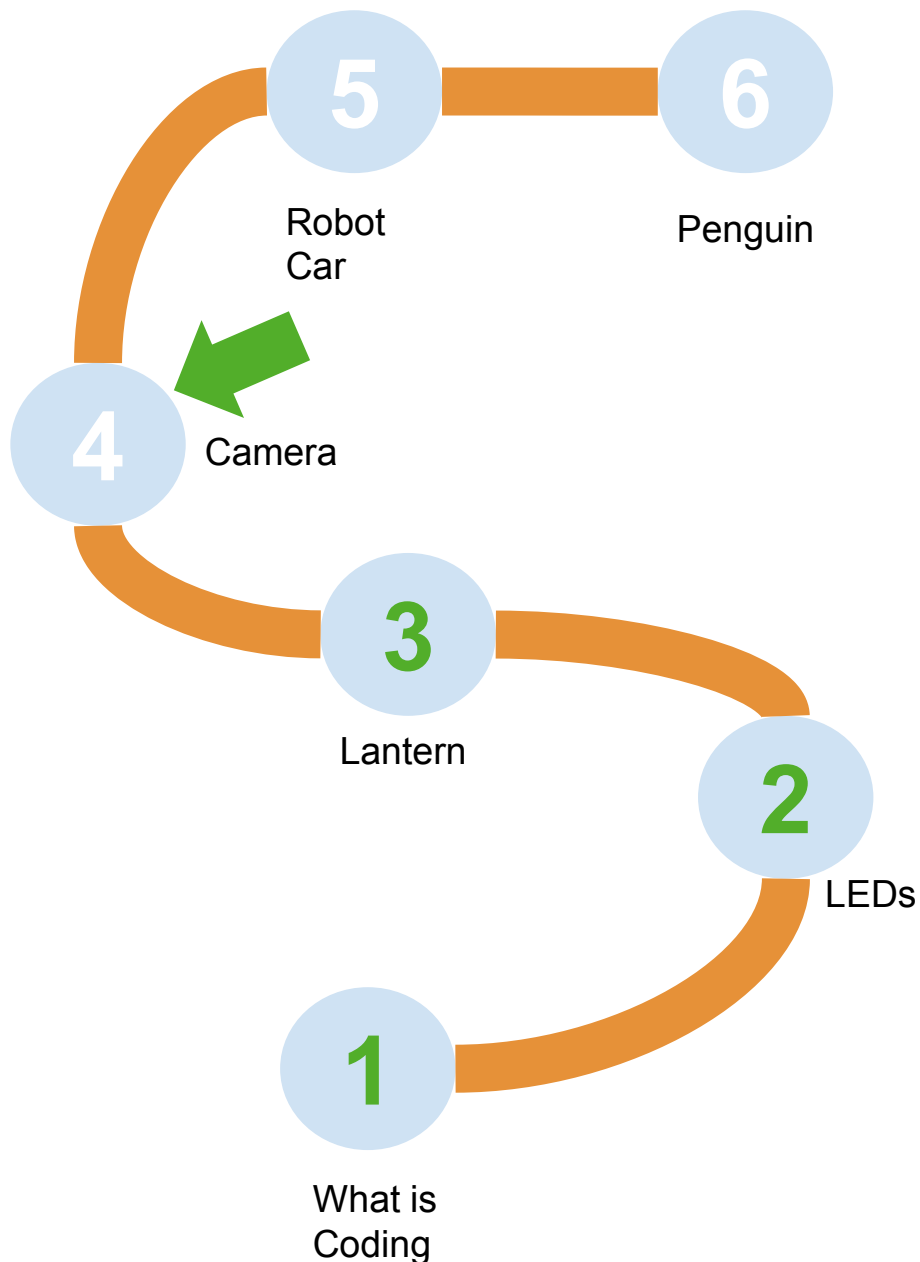 5
6
Robot
Car
Penguin
4
Camera
3
Lantern
2
LEDs
1
What is
Coding